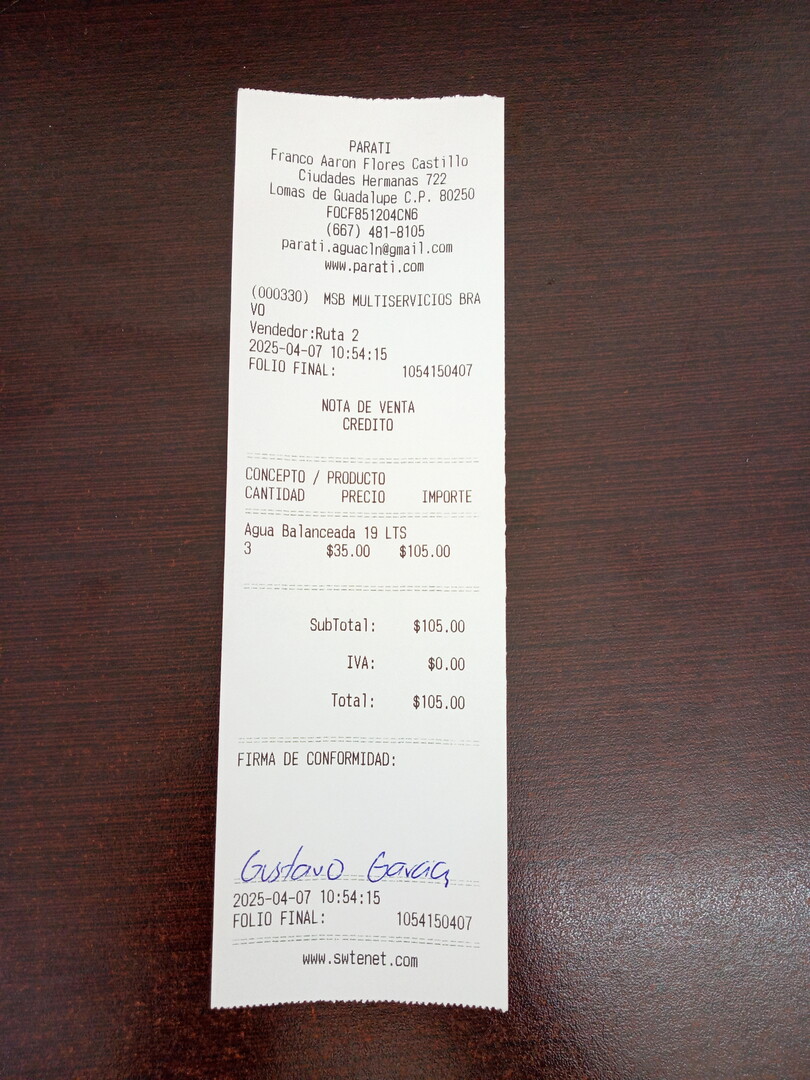 PARATI
Franco Aaron Flores Castillo
Ciudades Hermanas 722
Lomas de Guadalupe C.P. 80250
FOCF851204CN6
(667) 481-8105
parati.aguacln@gmail.com
www.parati.com
(000330) MSB MULTISERVICIOS BRA
VO
Vendedor:Ruta 2
2025-04-07 10:54:15
FOLIO FINAL: 1054150407
NOTA DE VENTA
CREDITO
CONCEPTO / PRODUCTO
CANTIDAD PRECIO IMPORTE
Agua Balanceada 19 LTS
3 $35.00 $105.00
SubTotal: $105.00
IVA: $0.00
Total: $105.00
FIRMA DE CONFORMIDAD:
Gustavo Garcia
2025-04-07 10:54:15
FOLIO FINAL: 1054150407
www.swtenet.com